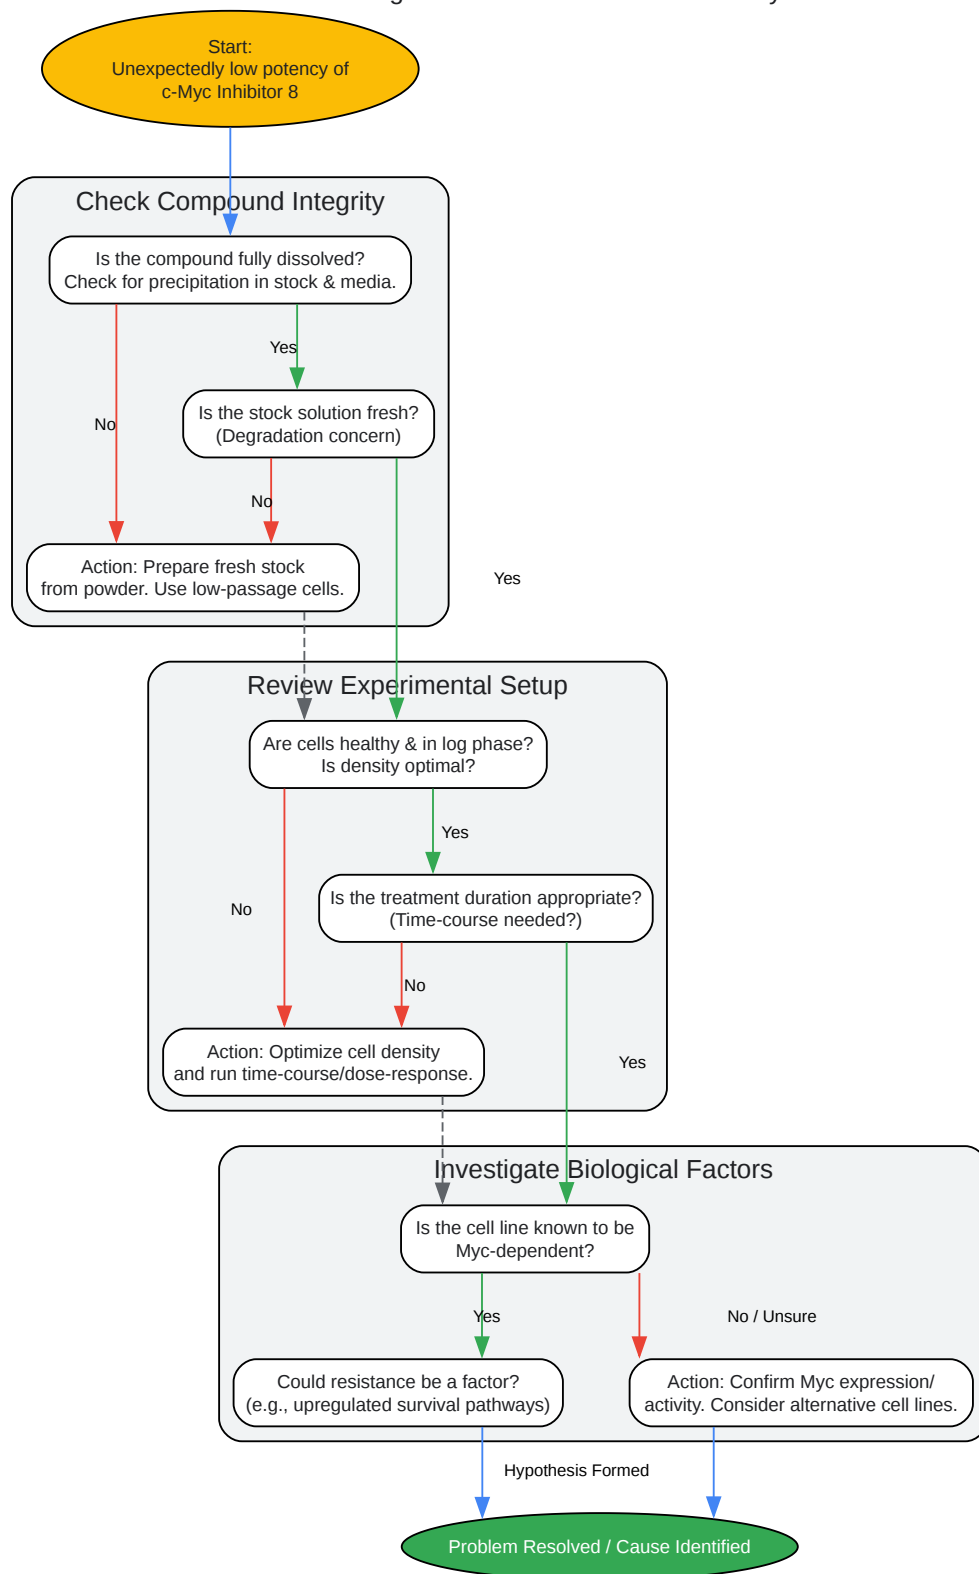 Start:
Unexpectedly low potency of
c-Myc Inhibitor 8
Check Compound Integrity
Is the compound fully dissolved?
Check for precipitation in stock & media.
Yes
No
Is the stock solution fresh?
(Degradation concern)
No
Action: Prepare fresh stock
from powder. Use low-passage cells.
Yes
Review Experimental Setup
Are cells healthy & in log phase?
Is density optimal?
Yes
No
Is the treatment duration appropriate?
(Time-course needed?)
No
Action: Optimize cell density
and run time-course/dose-response.
Yes
Investigate Biological Factors
Is the cell line known to be
Myc-dependent?
Yes
No / Unsure
Could resistance be a factor?
(e.g., upregulated survival pathways)
Action: Confirm Myc expression/
activity. Consider alternative cell lines.
Hypothesis Formed
Problem Resolved / Cause Identified